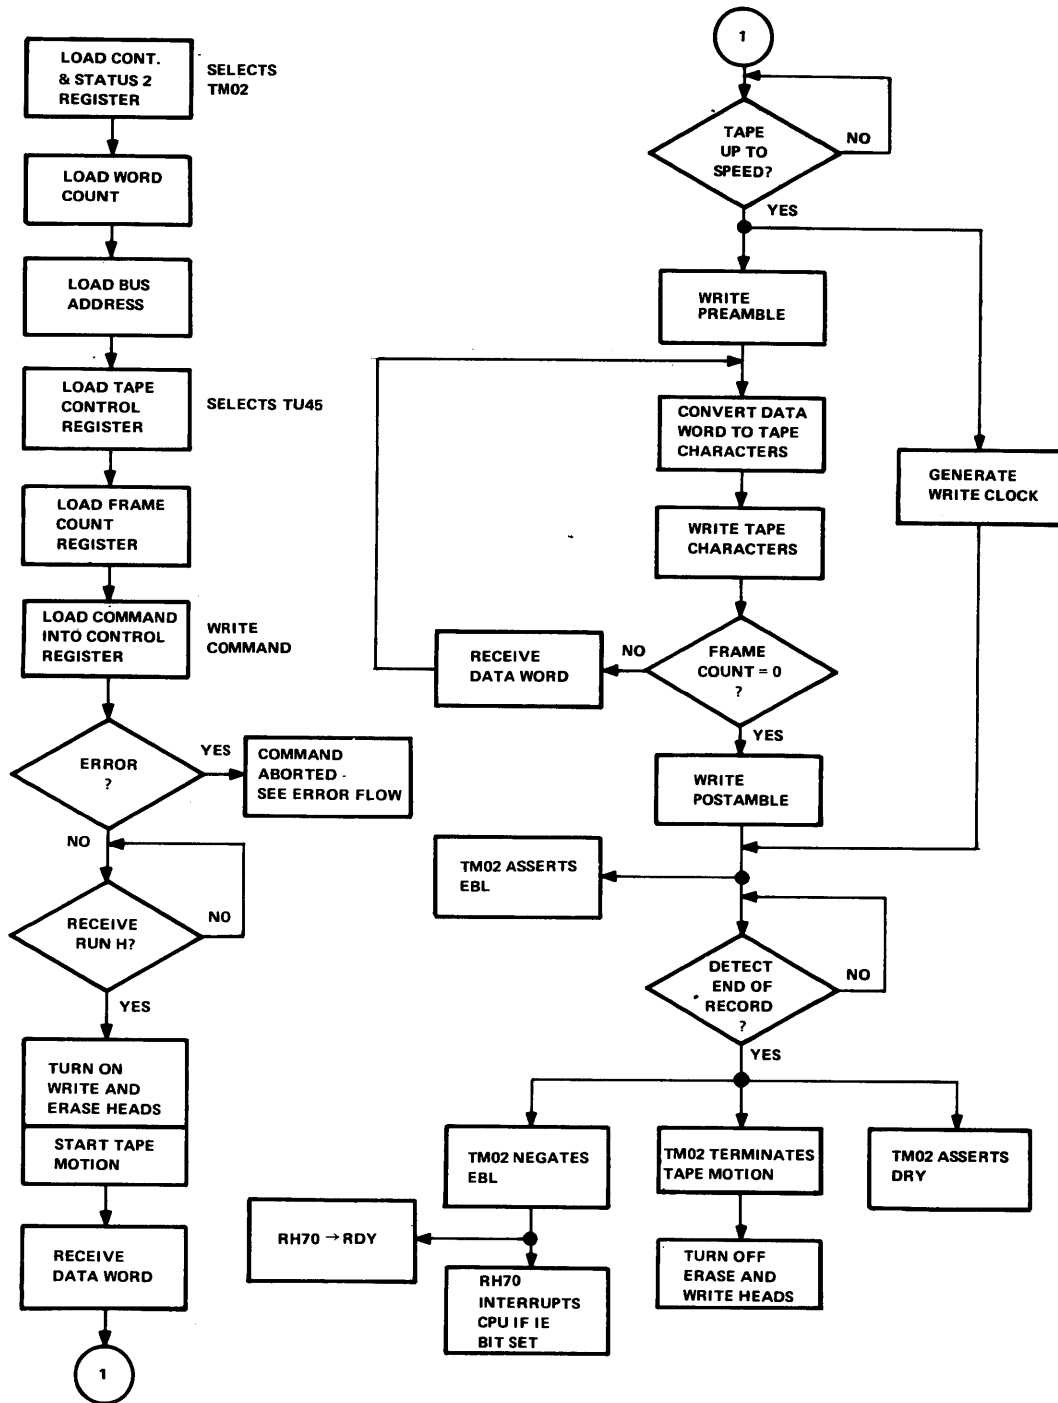 LOAD CONT.
& STATUS 2
REGISTER
SELECTS
TM02
LOAD WORD
COUNT
LOAD BUS
ADDRESS
LOAD TAPE
CONTROL
REGISTER
SELECTS TU45
LOAD FRAME
COUNT
REGISTER
LOAD COMMAND
INTO CONTROL
REGISTER
WRITE
COMMAND
ERROR
?
YES
COMMAND
ABORTED -
SEE ERROR FLOW
NO
RECEIVE
RUN H?
NO
YES
TURN ON
WRITE AND
ERASE HEADS
START TAPE
MOTION
RECEIVE
DATA WORD
1
1
TAPE
UP TO
SPEED?
NO
YES
WRITE
PREAMBLE
CONVERT DATA
WORD TO TAPE
CHARACTERS
GENERATE
WRITE CLOCK
WRITE TAPE
CHARACTERS
FRAME
COUNT = 0
?
NO
RECEIVE
DATA WORD
YES
WRITE
POSTAMBLE
TM02 ASSERTS
EBL
DETECT
END OF
RECORD
?
NO
YES
TM02 NEGATES
EBL
TM02 TERMINATES
TAPE MOTION
TM02 ASSERTS
DRY
RH70 → RDY
RH70
INTERRUPTS
CPU IF IE
BIT SET
TURN OFF
ERASE AND
WRITE HEADS